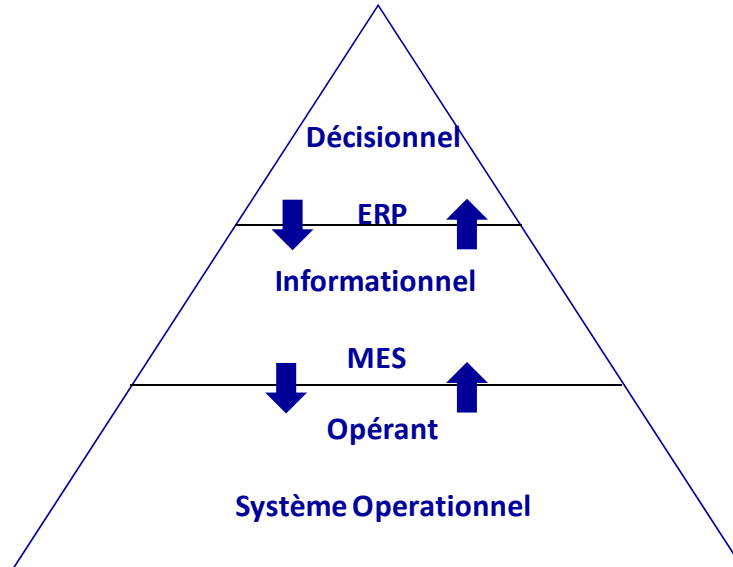 Décisionnel
ERP
Informationnel
MES
Opérant
Système Operationnel